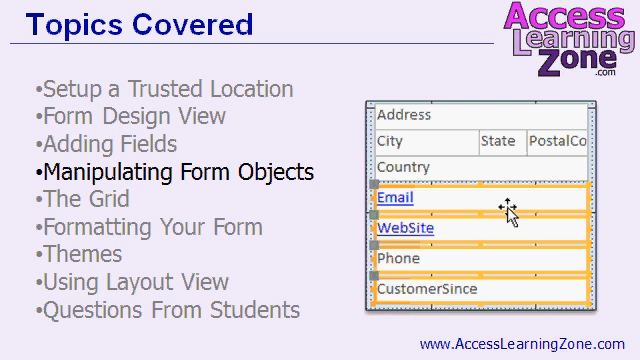 Topics Covered
Access
Learning
Zone
.com
•Setup a Trusted Location
•Form Design View
•Adding Fields
•Manipulating Form Objects
•The Grid
•Formatting Your Form
•Themes
•Using Layout View
•Questions From Students
Address
City State PostalCo
Country
Email
WebSite
Phone
CustomerSince
www.AccessLearningZone.com